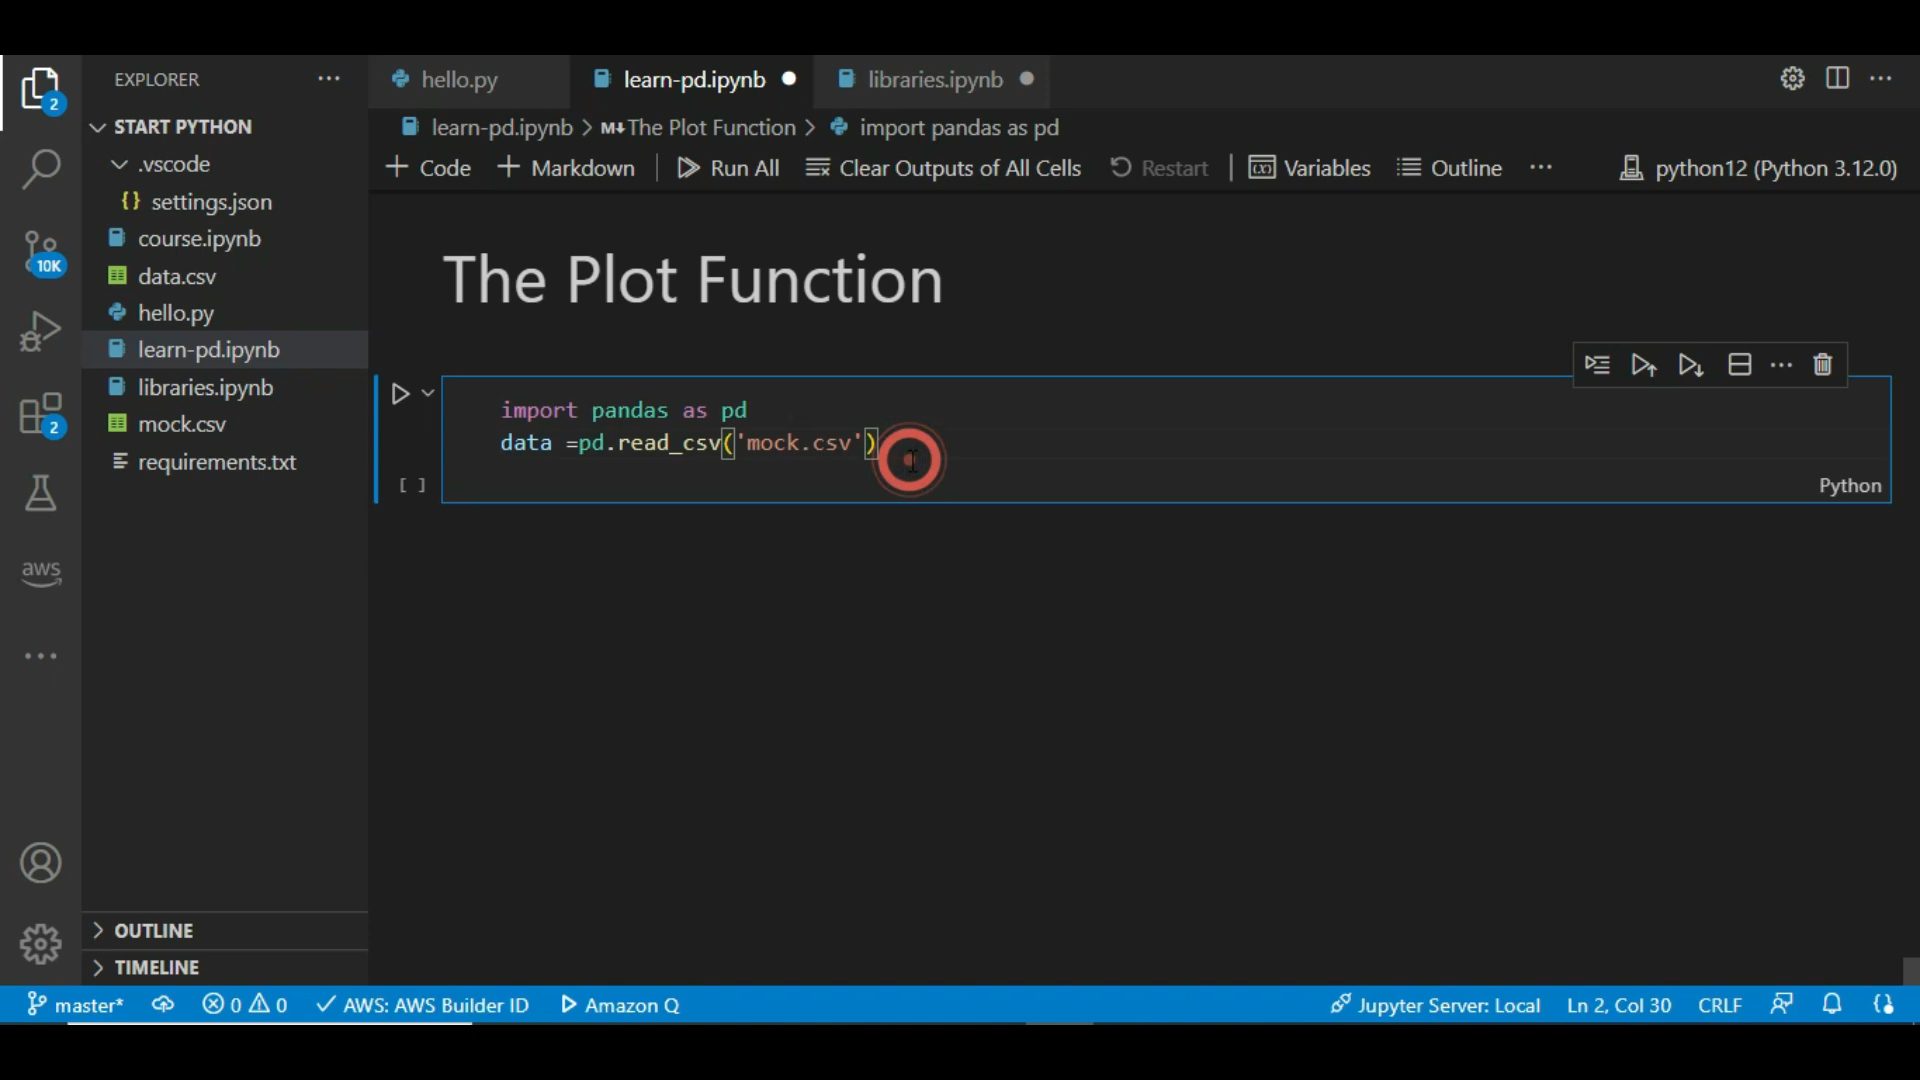 EXPLORER ···
hello.py
learn-pd.ipynb
libraries.ipynb
···
2
START PYTHON
.vscode
{} settings.json
course.ipynb
data.csv
hello.py
learn-pd.ipynb
libraries.ipynb
mock.csv
requirements.txt
10K
2
aws
···
OUTLINE
TIMELINE
learn-pd.ipynb > M↓ The Plot Function > import pandas as pd
+ Code + Markdown | Run All Clear Outputs of All Cells Restart | (x) Variables Outline ··· python12 (Python 3.12.0)
The Plot Function
···
import pandas as pd
data =pd.read_csv('mock.csv')
[ ]
Python
master* 0 0 AWS: AWS Builder ID Amazon Q Jupyter Server: Local Ln 2, Col 30 CRLF